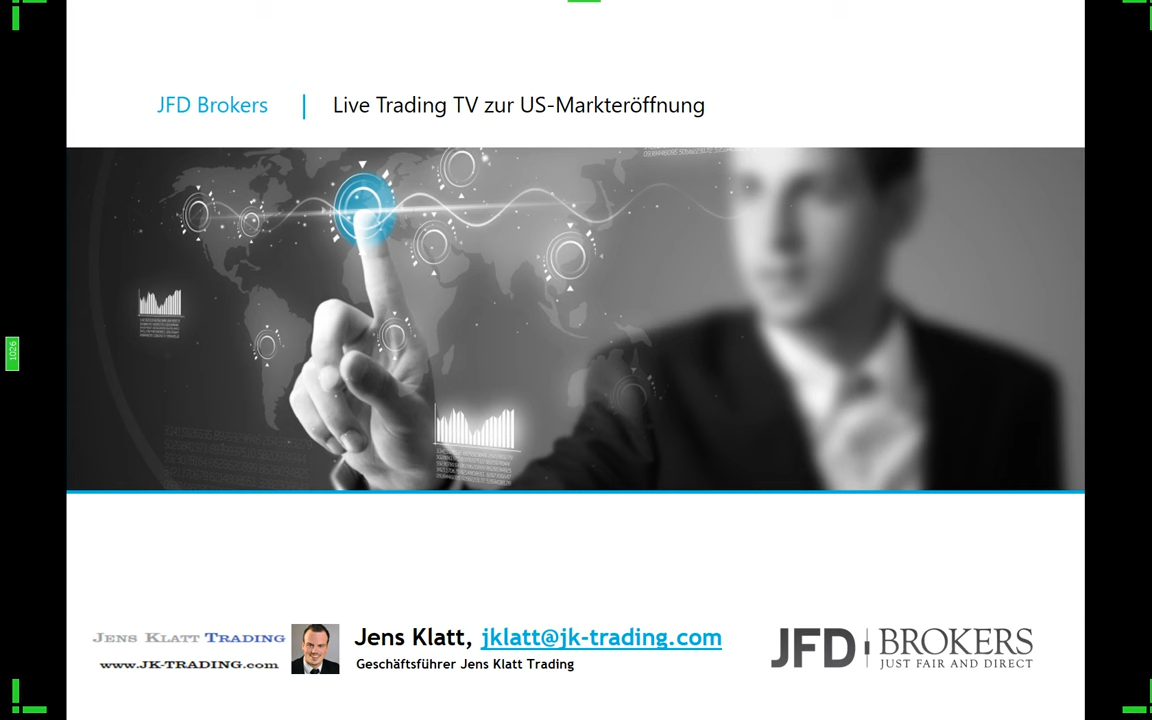 JFD Brokers | Live Trading TV zur US-Markteröffnung
1026
JENS KLATT TRADING
www.JK-TRADING.com
Jens Klatt, jklatt@jk-trading.com
Geschäftsführer Jens Klatt Trading
JFD | BROKERS
JUST FAIR AND DIRECT